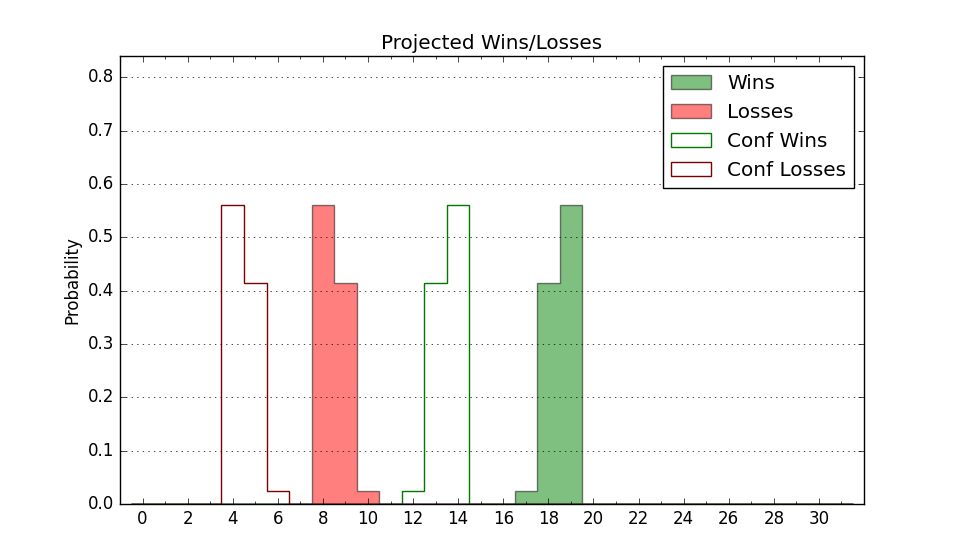 Projected Wins/Losses
Wins
Losses
Conf Wins
Conf Losses
Probability
0.8
0.7
0.6
0.5
0.4
0.3
0.2
0.1
0.0
0 2 4 6 8 10 12 14 16 18 20 22 24 26 28 30